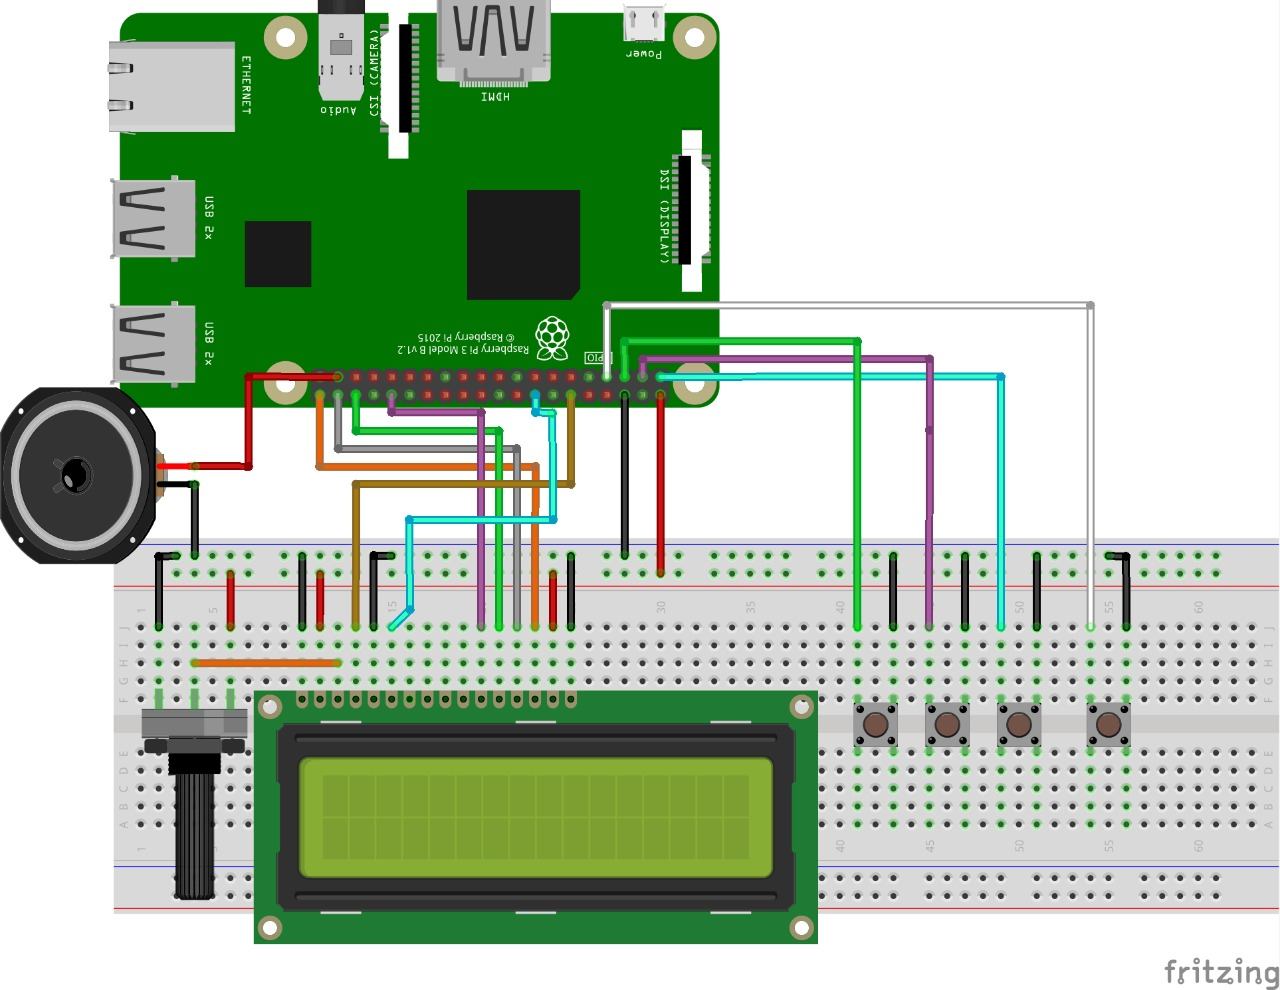 Power
ETHERNET
Audio
CSI (CAMERA)
HDMI
DSI (DISPLAY)
USB 2x
USB 2x
Raspberry Pi 3 Model B v1.2
© Raspberry Pi 2015
GPIO
1 5 15 30 35 40 50 55 60
J J
I I
H H
G G
F F
E E
D D
C C
B B
A A
1 40 45 50 55 60
fritzing